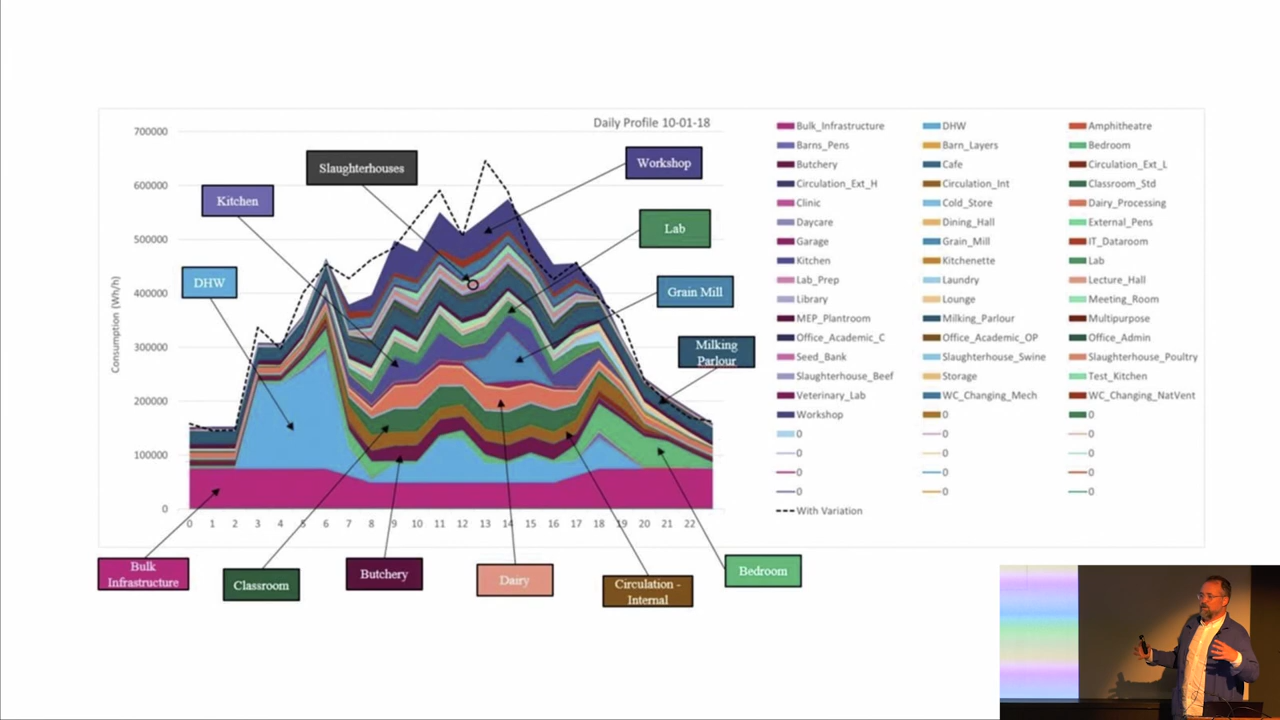 Daily Profile 10-01-18
700000
600000
500000
400000
300000
200000
100000
0
Consumption (Wh/h)
0 1 2 3 4 5 6 7 8 9 10 11 12 13 14 15 16 17 18 19 20 21 22
Slaughterhouses
Workshop
Kitchen
Lab
DHW
Grain Mill
Milking
Parlour
Bulk
Infrastructure
Classroom
Butchery
Dairy
Circulation -
Internal
Bedroom
Bulk_Infrastructure DHW Amphitheatre
Barns_Pens Barn_Layers Bedroom
Butchery Cafe Circulation_Ext_L
Circulation_Ext_H Circulation_Int Classroom_Std
Clinic Cold_Store Dairy_Processing
Daycare Dining_Hall External_Pens
Garage Grain_Mill IT_Dataroom
Kitchen Kitchenette Lab
Lab_Prep Laundry Lecture_Hall
Library Lounge Meeting_Room
MEP_Plantroom Milking_Parlour Multipurpose
Office_Academic_C Office_Academic_OP Office_Admin
Seed_Bank Slaughterhouse_Swine Slaughterhouse_Poultry
Slaughterhouse_Beef Storage Test_Kitchen
Veterinary_Lab WC_Changing_Mech WC_Changing_NatVent
Workshop 0 0
0 0 0
0 0 0
0 0 0
0 0 0
With Variation